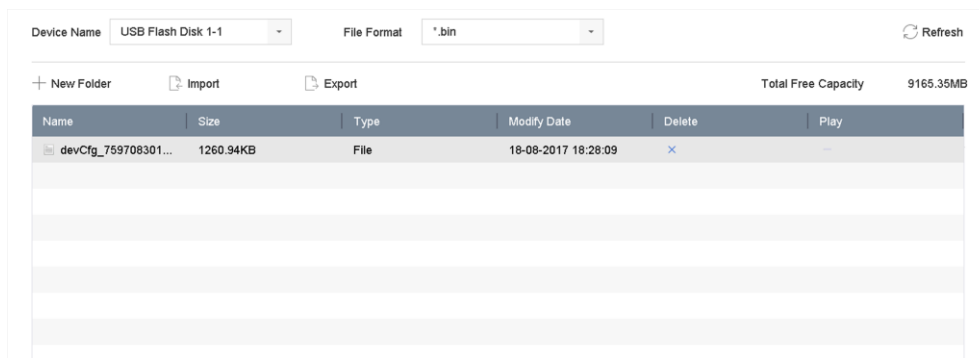 Device Name USB Flash Disk 1-1 File Format *.bin Refresh
New Folder Import Export Total Free Capacity 9165.35MB
Name Size Type Modify Date Delete Play
devCfg_759708301... 1260.94KB File 18-08-2017 18:28:09